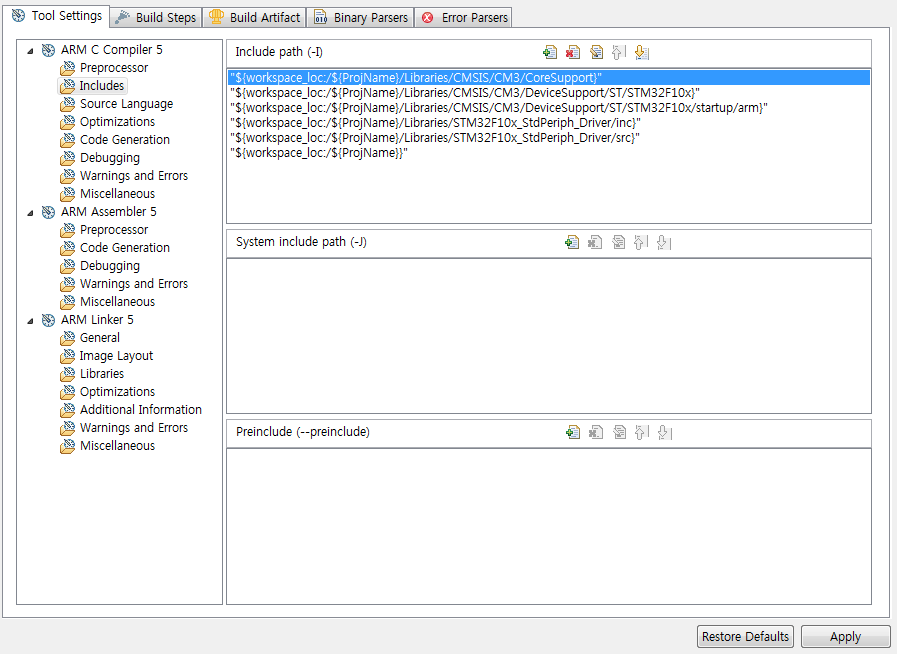 Tool Settings
Build Steps
Build Artifact
Binary Parsers
Error Parsers
ARM C Compiler 5
Preprocessor
Includes
Source Language
Optimizations
Code Generation
Debugging
Warnings and Errors
Miscellaneous
ARM Assembler 5
Preprocessor
Code Generation
Debugging
Warnings and Errors
Miscellaneous
ARM Linker 5
General
Image Layout
Libraries
Optimizations
Additional Information
Warnings and Errors
Miscellaneous
Include path (-I)
"${workspace_loc:/${ProjName}/Libraries/CMSIS/CM3/CoreSupport}"
"${workspace_loc:/${ProjName}/Libraries/CMSIS/CM3/DeviceSupport/ST/STM32F10x}"
"${workspace_loc:/${ProjName}/Libraries/CMSIS/CM3/DeviceSupport/ST/STM32F10x/startup/arm}"
"${workspace_loc:/${ProjName}/Libraries/STM32F10x_StdPeriph_Driver/inc}"
"${workspace_loc:/${ProjName}/Libraries/STM32F10x_StdPeriph_Driver/src}"
"${workspace_loc:/${ProjName}}"
System include path (-J)
Preinclude (--preinclude)
Restore Defaults
Apply